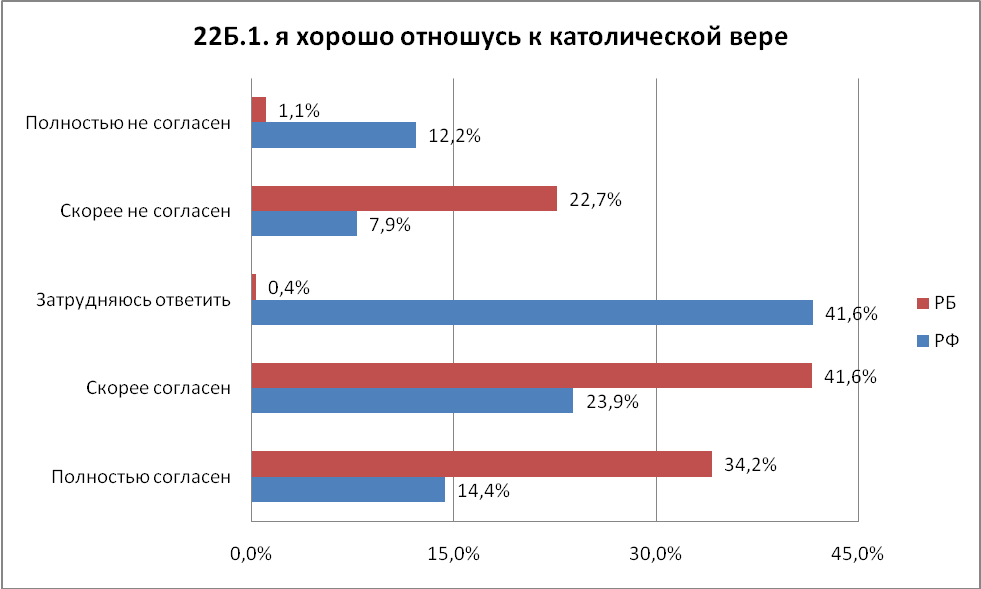 22Б.1. я хорошо отношусь к католической вере
Полностью не согласен
1,1%
12,2%
Скорее не согласен
22,7%
7,9%
Затрудняюсь ответить
0,4%
41,6%
Скорее согласен
41,6%
23,9%
Полностью согласен
34,2%
14,4%
РБ
РФ
0,0% 15,0% 30,0% 45,0%